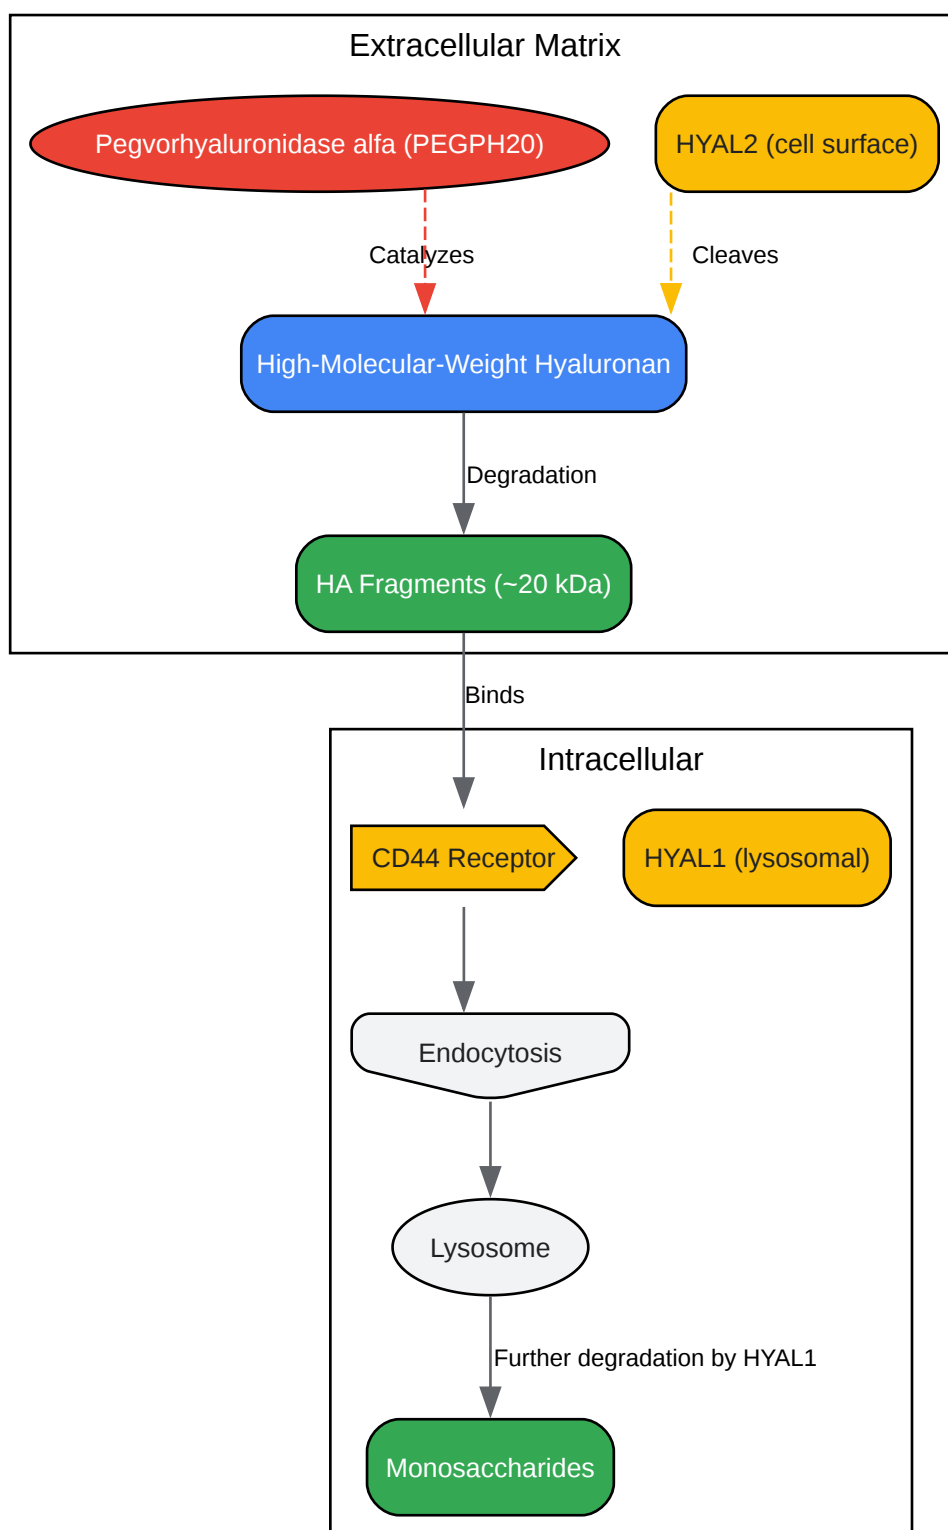 Extracellular Matrix
Pegvorhyaluronidase alfa (PEGPH20)
HYAL2 (cell surface)
Catalyzes
Cleaves
High-Molecular-Weight Hyaluronan
Degradation
HA Fragments (~20 kDa)
Binds
Intracellular
CD44 Receptor
HYAL1 (lysosomal)
Endocytosis
Lysosome
Further degradation by HYAL1
Monosaccharides